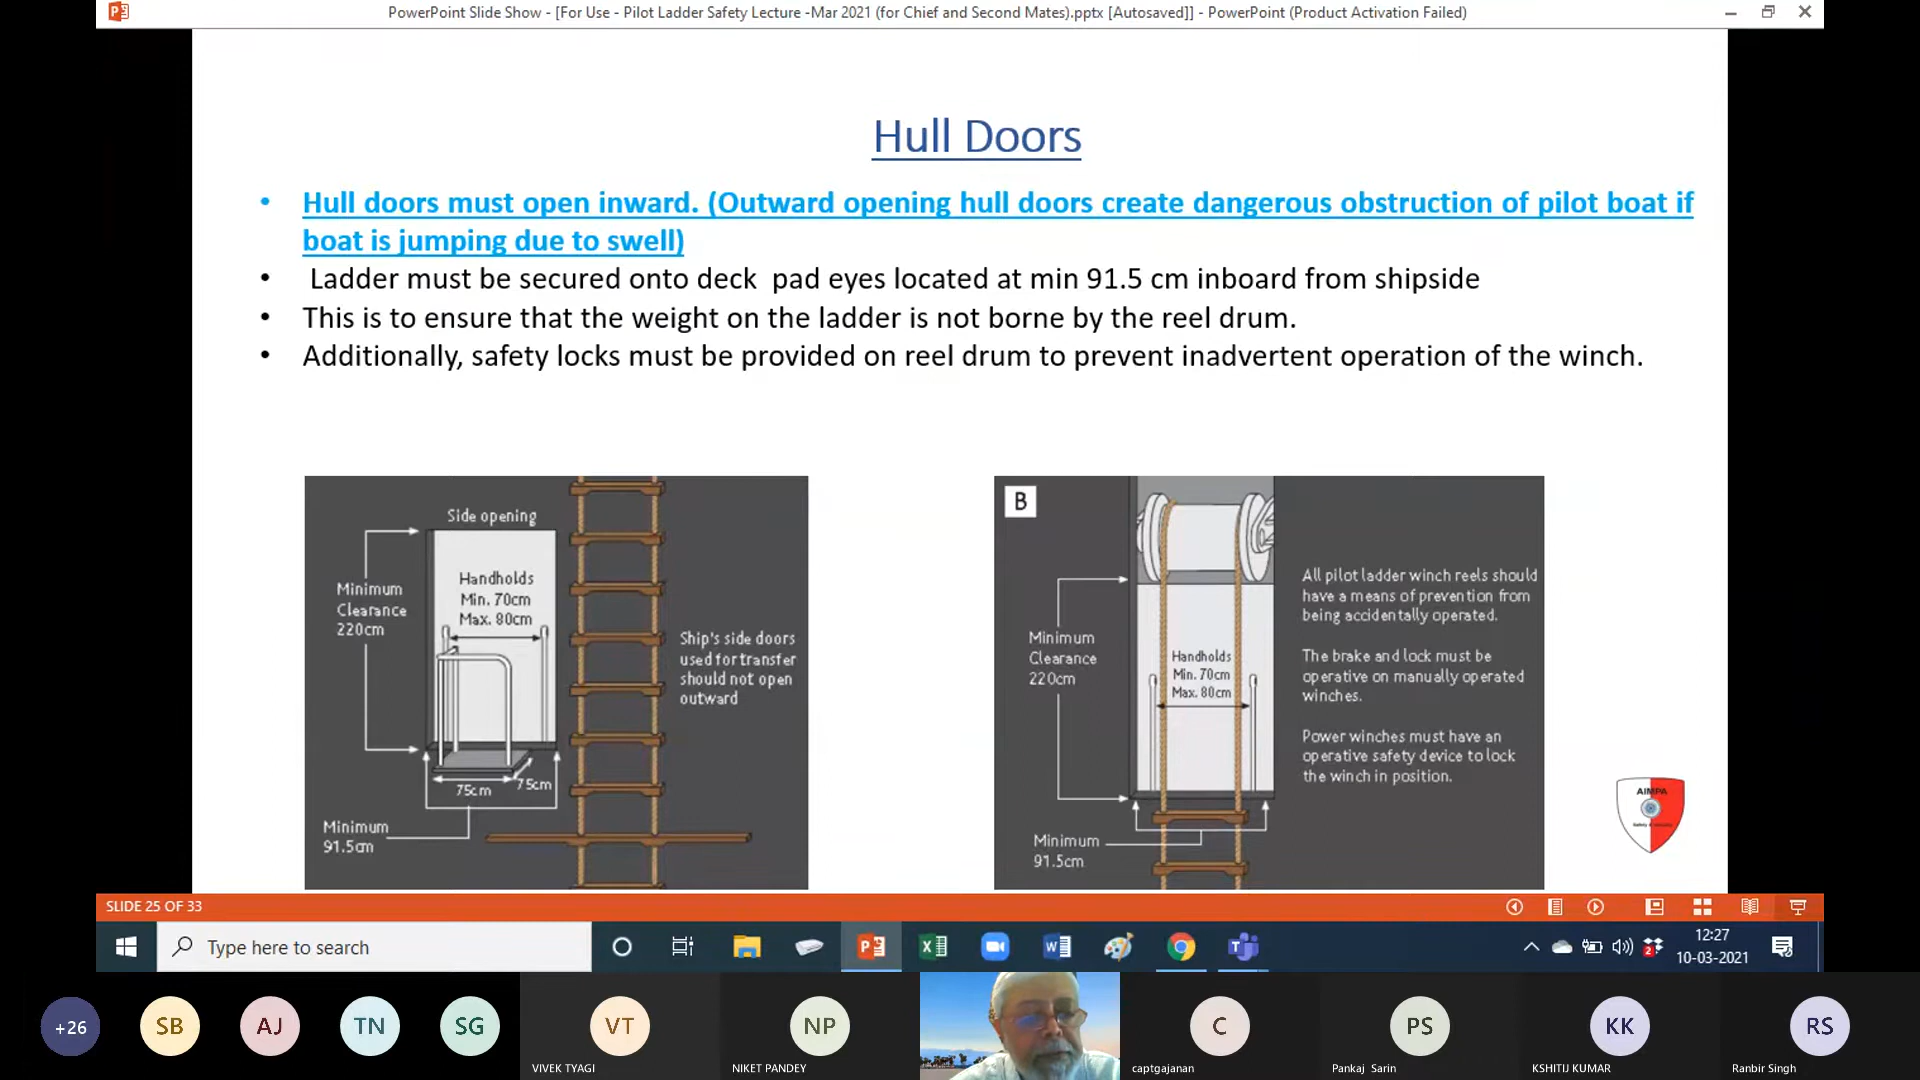 PowerPoint Slide Show - [For Use - Pilot Ladder Safety Lecture -Mar 2021 (for Chief and Second Mates).pptx [Autosaved]] - PowerPoint (Product Activation Failed)
Hull Doors
• Hull doors must open inward. (Outward opening hull doors create dangerous obstruction of pilot boat if
boat is jumping due to swell)
• Ladder must be secured onto deck pad eyes located at min 91.5 cm inboard from shipside
• This is to ensure that the weight on the ladder is not borne by the reel drum.
• Additionally, safety locks must be provided on reel drum to prevent inadvertent operation of the winch.
Side opening
Handholds
Min. 70cm
Max. 80cm
Minimum
Clearance
220cm
Ship's side doors
used for transfer
should not open
outward
75cm
75cm
Minimum
91.5cm
B
All pilot ladder winch reels should
have a means of prevention from
being accidentally operated.
Minimum
Clearance
220cm
Handholds
Min. 70cm
Max. 80cm
The brake and lock must be
operative on manually operated
winches.
Power winches must have an
operative safety device to lock
the winch in position.
Minimum
91.5cm
AIMPA
SLIDE 25 OF 33
Type here to search
12:27
10-03-2021
+26
SB
AJ
TN
SG
VT
NP
C
PS
KK
RS
VIVEK TYAGI
NIKET PANDEY
captgajanan
Pankaj Sarin
KSHITIJ KUMAR
Ranbir Singh